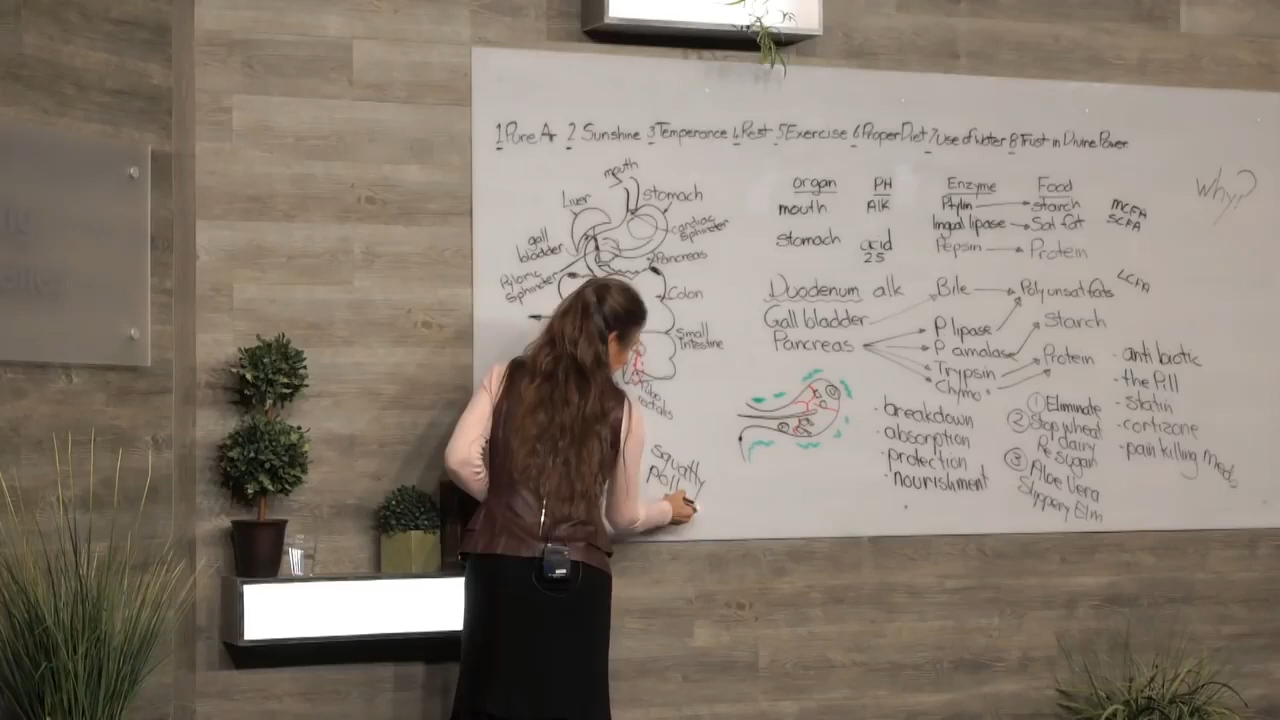 1 Pure Air 2 Sunshine 3 Temperance 4 Rest 5 Exercise 6 Proper Diet 7 Use of Water 8 Trust in Divine Power
Why?
mouth
Liver
stomach
cardiac
Sphincter
gall
bladder
Pancreas
Pyloric
Sphincter
Colon
Small
Intestine
Pubo
rectalis
squatty
organ PH
mouth Alk
stomach acid
25
Enzyme Food
Ptylin starch
lingual lipase Sat fat
Pepsin Protein
MCFA
SCFA
LCFA
Duodenum alk
Gall bladder
Pancreas
Bile Polyunsat fats
P lipase Starch
P amalase
Trypsin Protein
Chymo
· breakdown
· absorption
· protection
· nourishment
① Eliminate
② Stop wheat
dairy
Re sugar
③ Aloe Vera
Slippery Elm
· anti biotic
· the Pill
· statin
· cortizone
· pain killing meds